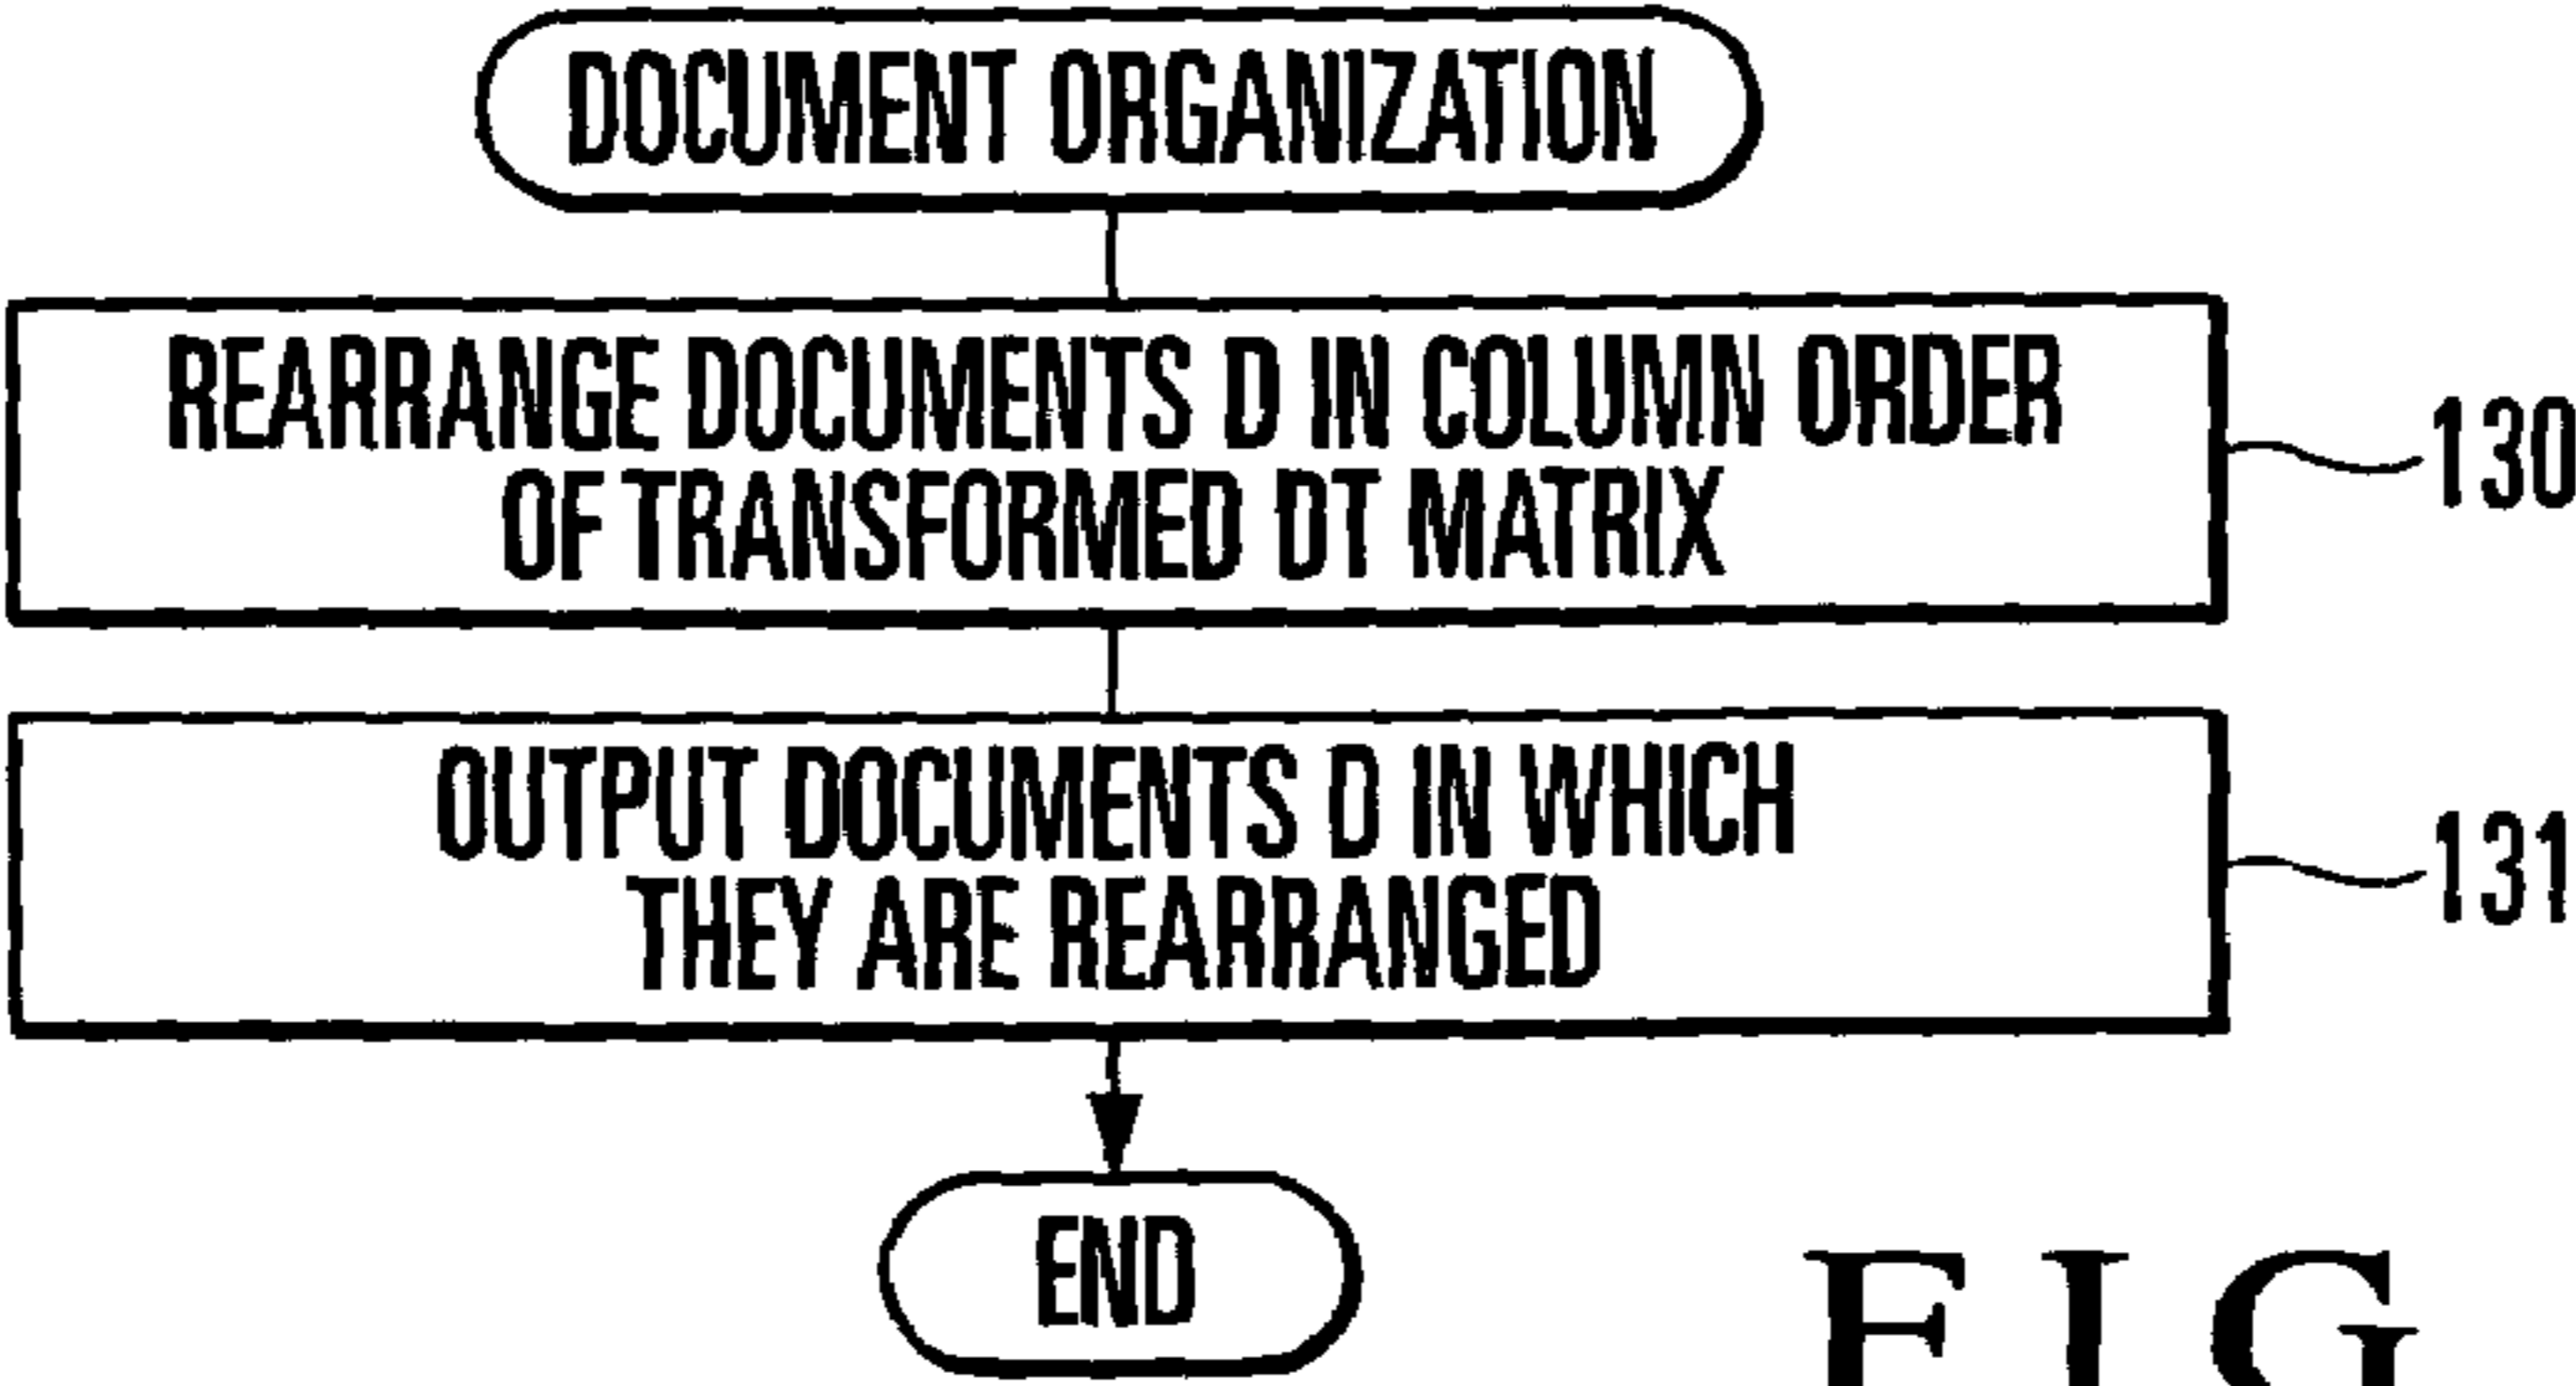 DOCUMENT ORGANIZATION
REARRANGE DOCUMENTS D IN COLUMN ORDER
OF TRANSFORMED DT MATRIX
130
OUTPUT DOCUMENTS D IN WHICH
THEY ARE REARRANGED
131
END
FIG